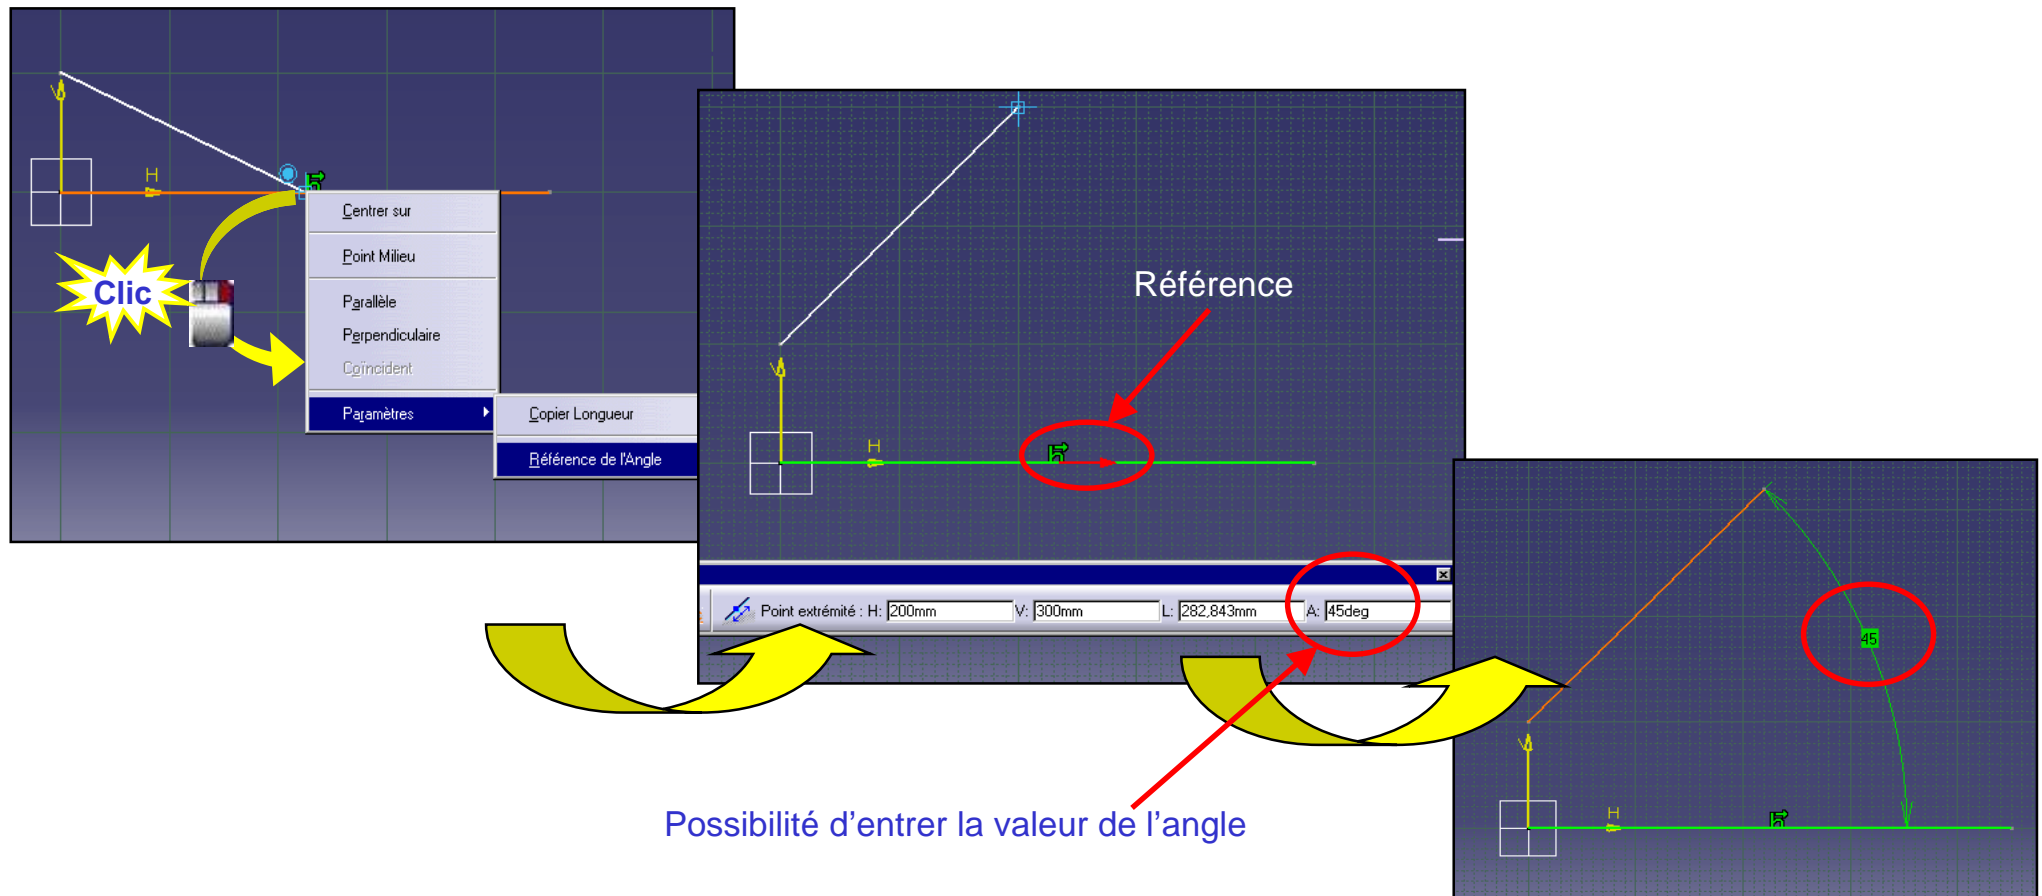 V
H
Clic
Centrer sur
Point Milieu
Parallèle
Perpendiculaire
Coïncident
Paramètres
Copier Longueur
Référence de l'Angle
Référence
V
H
Point extrémité : H: 200mm V: 300mm L: 282,843mm A: 45deg
45
V
H
Possibilité d’entrer la valeur de l’angle